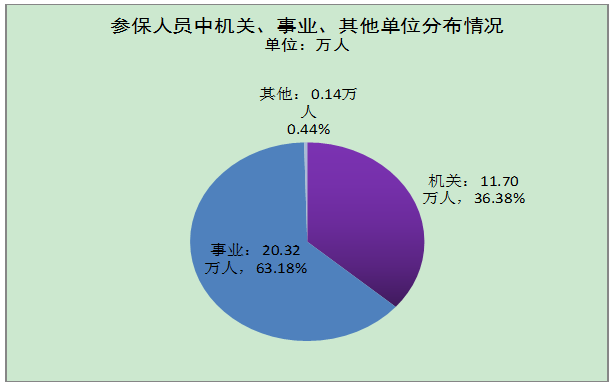 参保人员中机关、事业、其他单位分布情况
单位：万人
其他：0.14万
人
0.44%
机关：11.70
万人，36.38%
事业：20.32
万人，63.18%